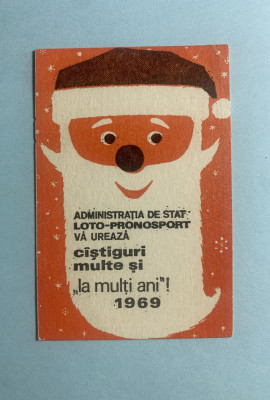 ADMINISTRAȚIA DE STAT
LOTO-PRONOSPORT
VĂ UREAZĂ
cîștiguri
multe și
„la mulți ani"!
1969